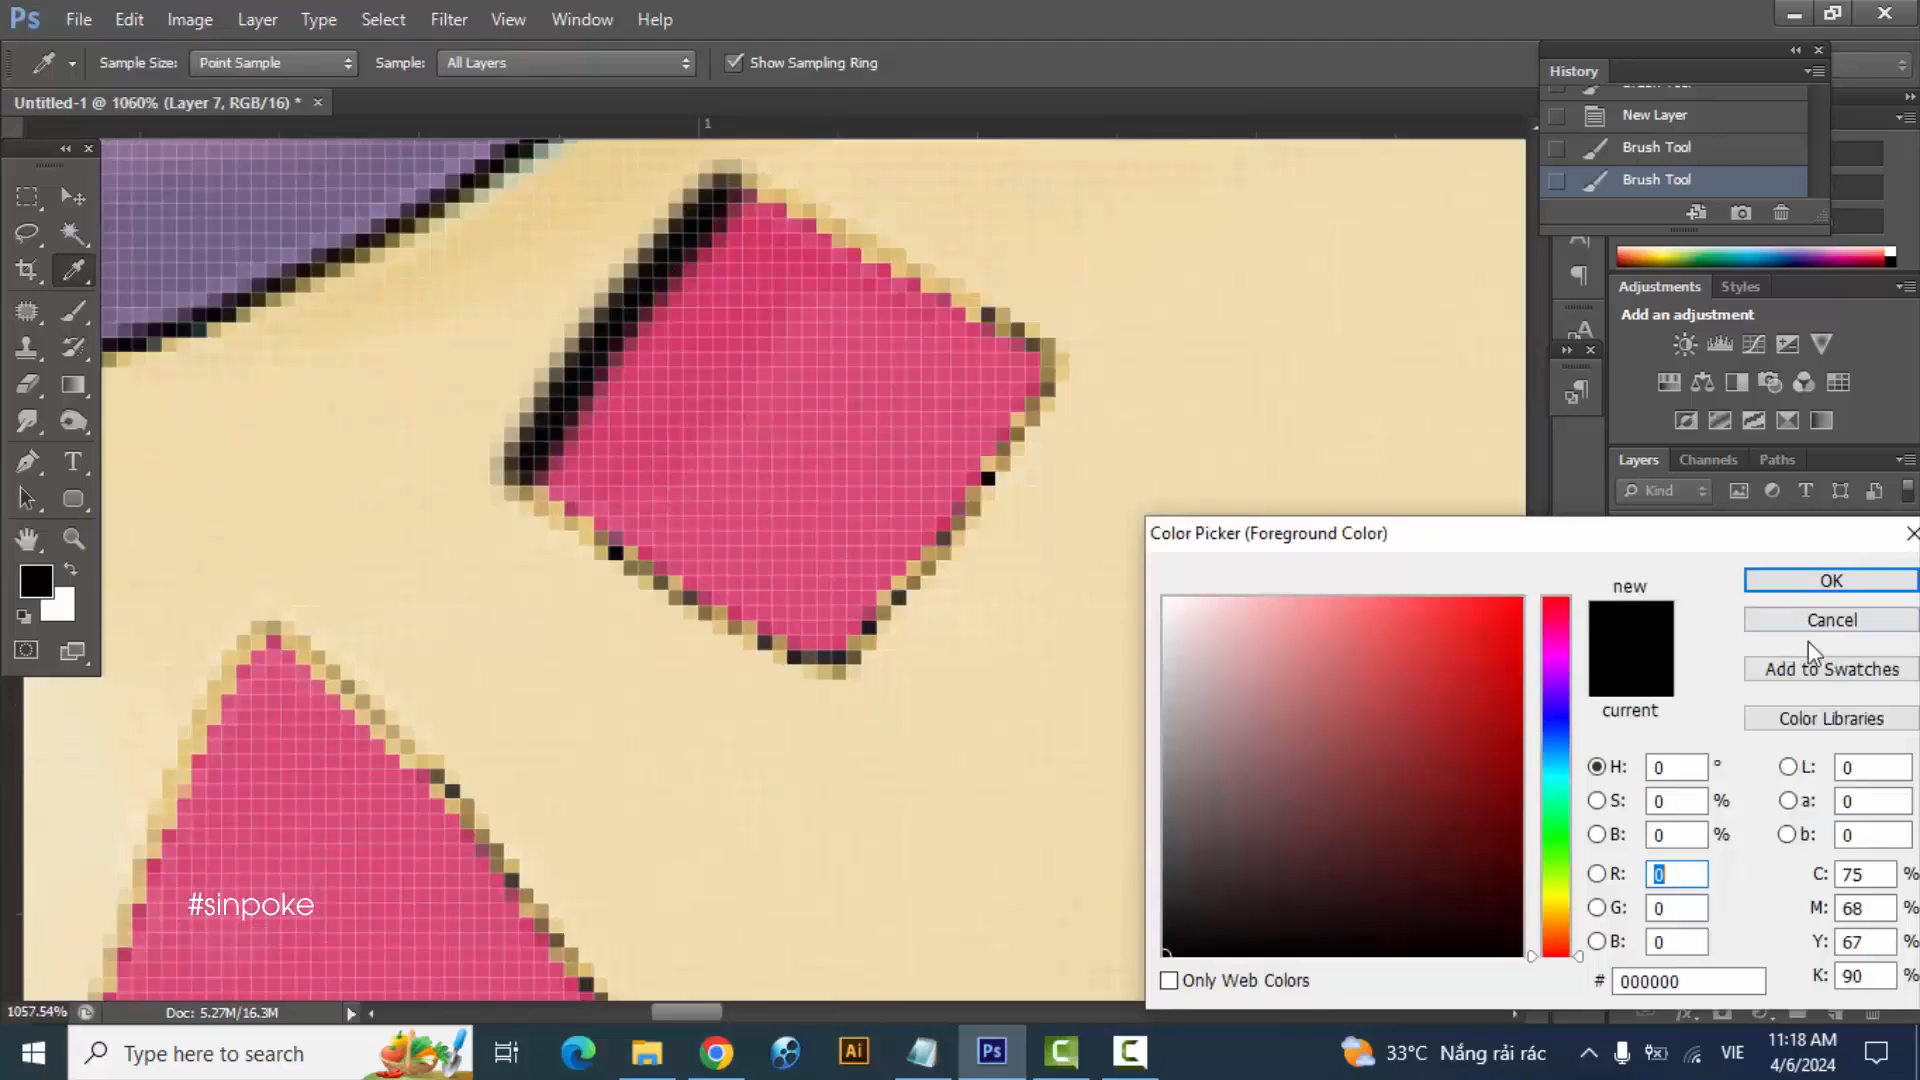 Ps File Edit Image Layer Type Select Filter View Window Help
Sample Size: Point Sample Sample: All Layers Show Sampling Ring
Untitled-1 @ 1060% (Layer 7, RGB/16) * ×
1
History
New Layer
Brush Tool
Brush Tool
Adjustments Styles
Add an adjustment
Layers Channels Paths
Kind
Color Picker (Foreground Color)
new
current
OK
Cancel
Add to Swatches
Color Libraries
H: 0 ° L: 0
S: 0 % a: 0
B: 0 % b: 0
R: 0 C: 75 %
G: 0 M: 68 %
B: 0 Y: 67 %
# 000000 K: 90 %
Only Web Colors
#sinpoke
1057.54% Doc: 5.27M/16.3M
Type here to search
Ai Ps
33°C Nắng rải rác
VIE
11:18 AM
4/6/2024